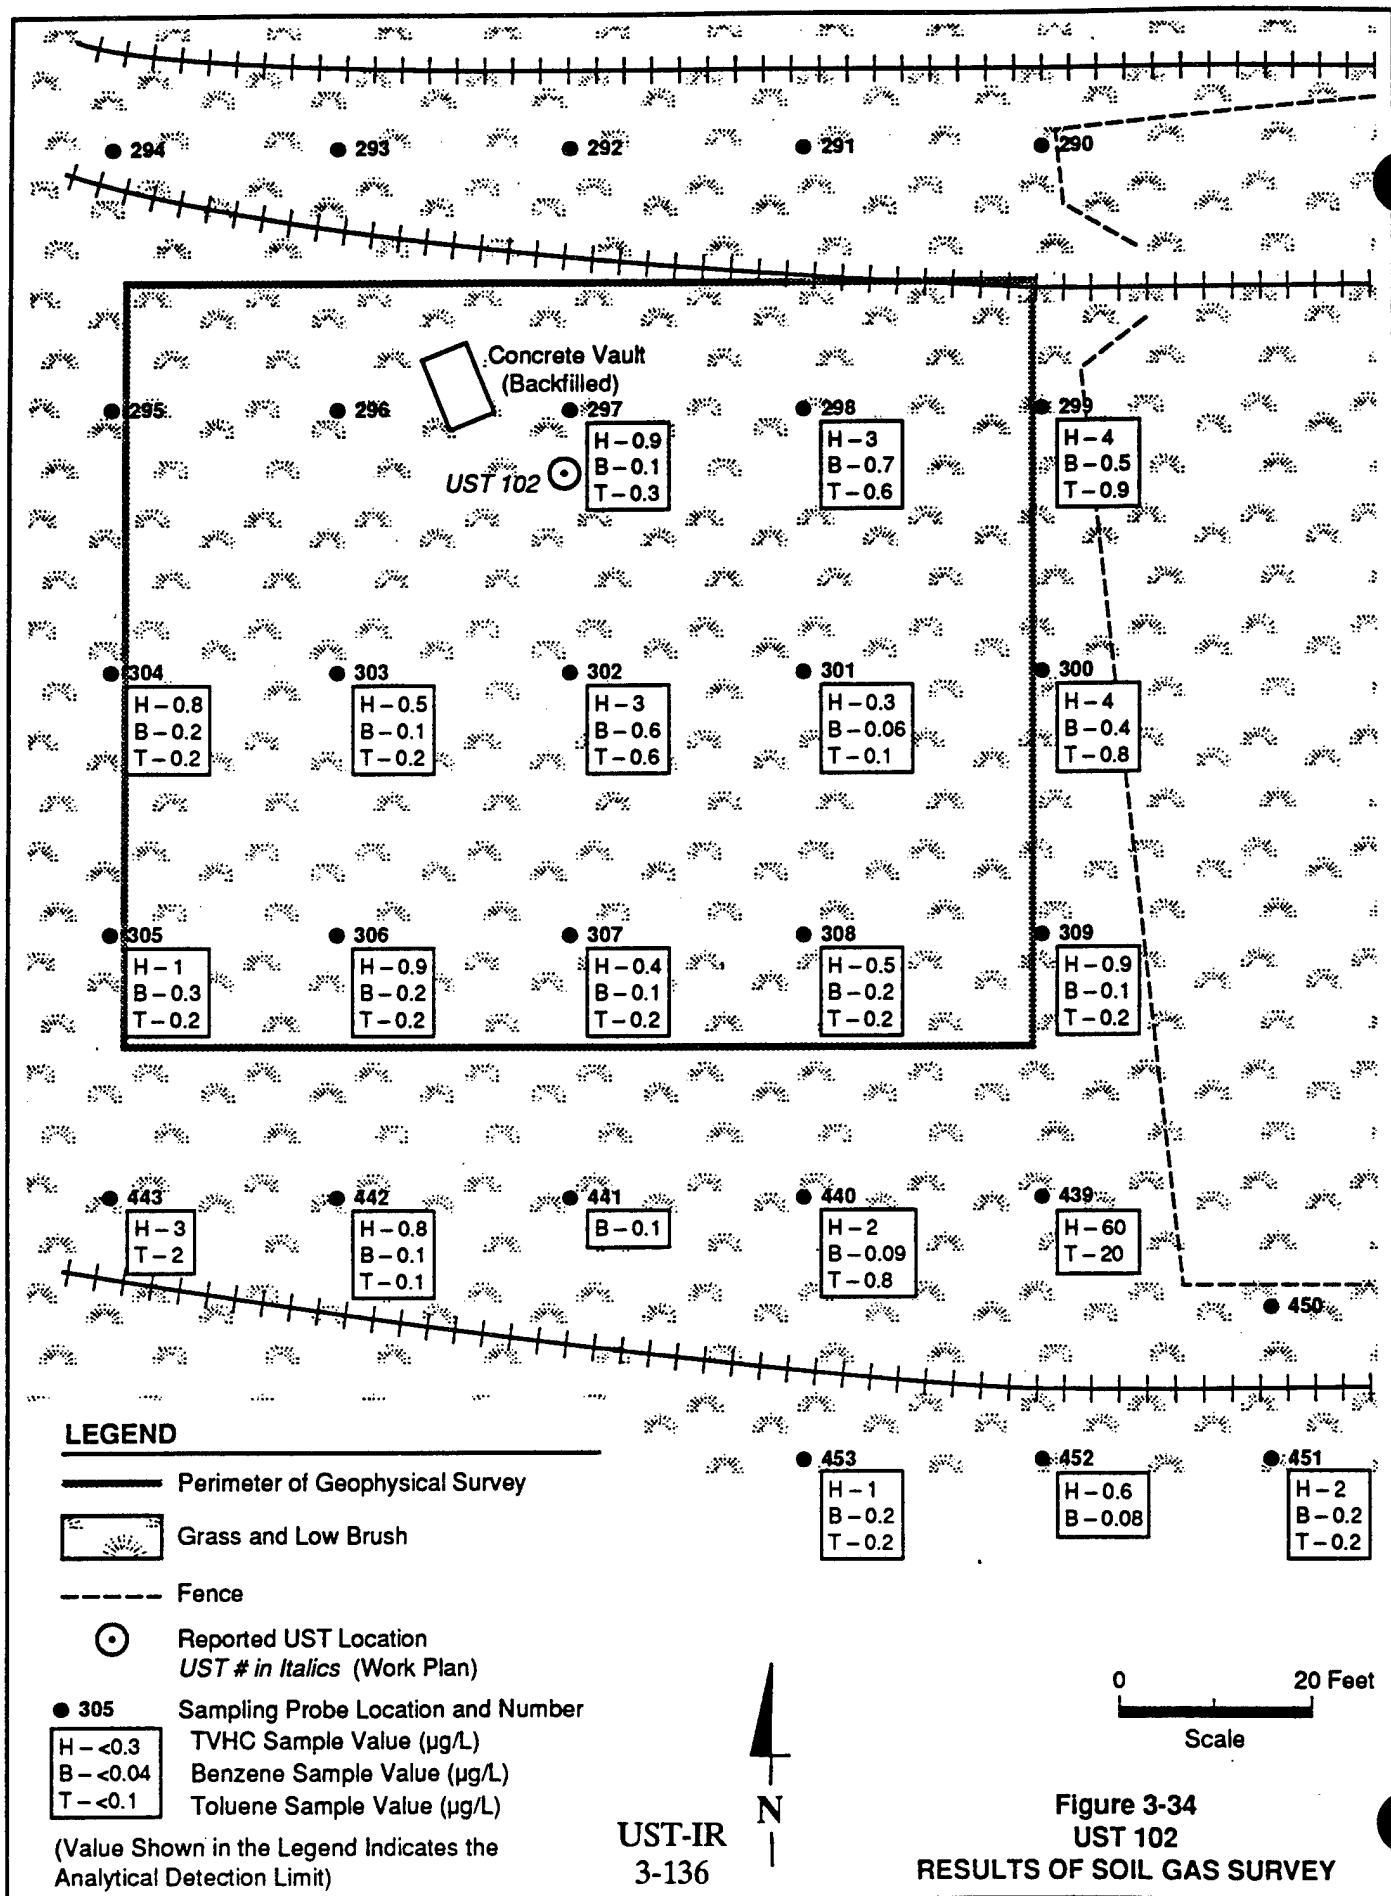 294 293 292 291 290
Concrete Vault
(Backfilled)
295 296 297 298 299
H – 0.9
B – 0.1
T – 0.3
H – 3
B – 0.7
T – 0.6
H – 4
B – 0.5
T – 0.9
UST 102
304 303 302 301 300
H – 0.8
B – 0.2
T – 0.2
H – 0.5
B – 0.1
T – 0.2
H – 3
B – 0.6
T – 0.6
H – 0.3
B – 0.06
T – 0.1
H – 4
B – 0.4
T – 0.8
305 306 307 308 309
H – 1
B – 0.3
T – 0.2
H – 0.9
B – 0.2
T – 0.2
H – 0.4
B – 0.1
T – 0.2
H – 0.5
B – 0.2
T – 0.2
H – 0.9
B – 0.1
T – 0.2
443 442 441 440 439
H – 3
T – 2
H – 0.8
B – 0.1
T – 0.1
B – 0.1
H – 2
B – 0.09
T – 0.8
H – 60
T – 20
450
453 452 451
H – 1
B – 0.2
T – 0.2
H – 0.6
B – 0.08
H – 2
B – 0.2
T – 0.2
LEGEND
Perimeter of Geophysical Survey
Grass and Low Brush
Fence
Reported UST Location
UST # in Italics (Work Plan)
305 Sampling Probe Location and Number
H – <0.3 TVHC Sample Value (µg/L)
B – <0.04 Benzene Sample Value (µg/L)
T – <0.1 Toluene Sample Value (µg/L)
(Value Shown in the Legend Indicates the
Analytical Detection Limit)
UST-IR
3-136
N
0 20 Feet
Scale
Figure 3-34
UST 102
RESULTS OF SOIL GAS SURVEY